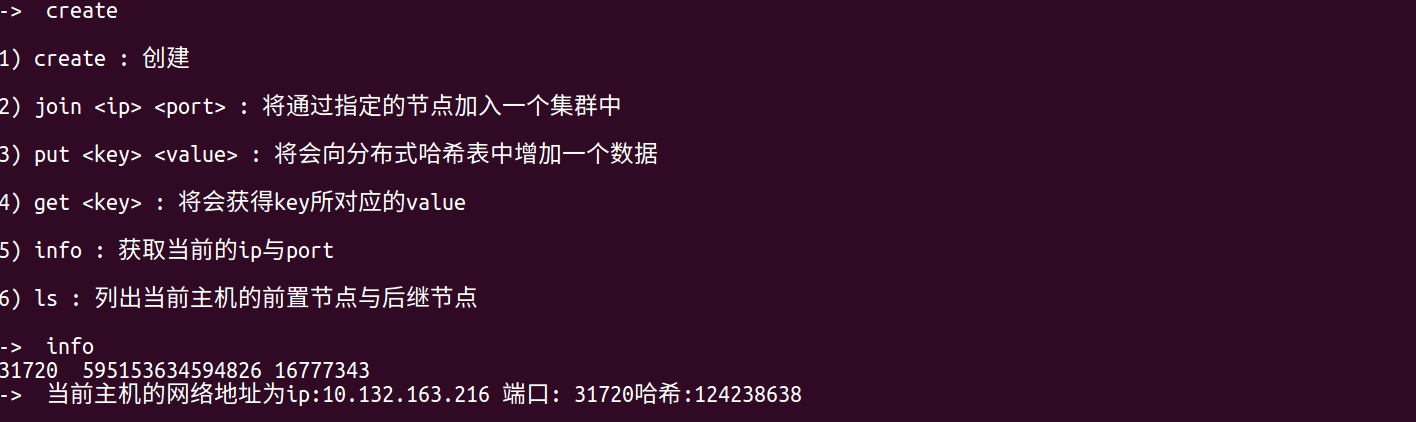 ->  create
1) create : 创建
2) join <ip> <port> : 将通过指定的节点加入一个集群中
3) put <key> <value> : 将会向分布式哈希表中增加一个数据
4) get <key> : 将会获得key所对应的value
5) info : 获取当前的ip与port
6) ls : 列出当前主机的前置节点与后继节点
->  info
31720  595153634594826 16777343
->  当前主机的网络地址为ip:10.132.163.216 端口: 31720哈希:124238638